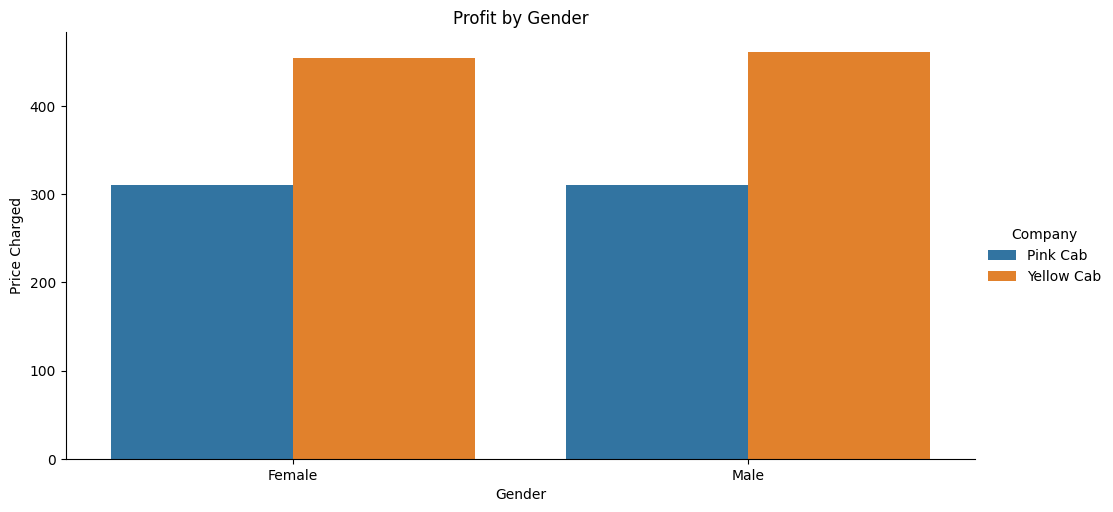 Profit by Gender
Price Charged
400
300
200
100
0
Female
Male
Gender
Company
Pink Cab
Yellow Cab